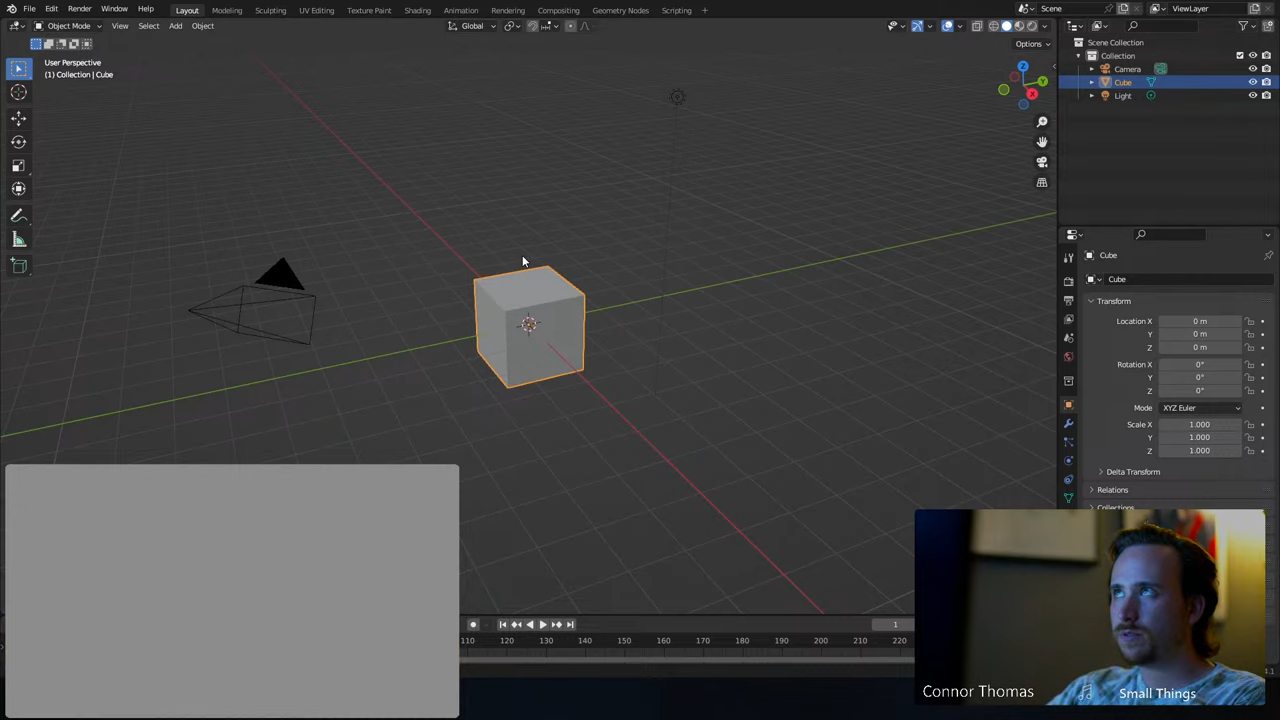 File Edit Render Window Help Layout Modeling Sculpting UV Editing Texture Paint Shading Animation Rendering Compositing Geometry Nodes Scripting + Scene ViewLayer
Object Mode View Select Add Object Global
Options
User Perspective
(1) Collection | Cube
Z
Y
X
Scene Collection
Collection
Camera
Cube
Light
Cube
Cube
Transform
Location X 0 m
Y 0 m
Z 0 m
Rotation X 0°
Y 0°
Z 0°
Mode XYZ Euler
Scale X 1.000
Y 1.000
Z 1.000
Delta Transform
Relations
Collections
1
110 120 130 140 150 160 170 180 190 200 210 220
Connor Thomas
Small Things